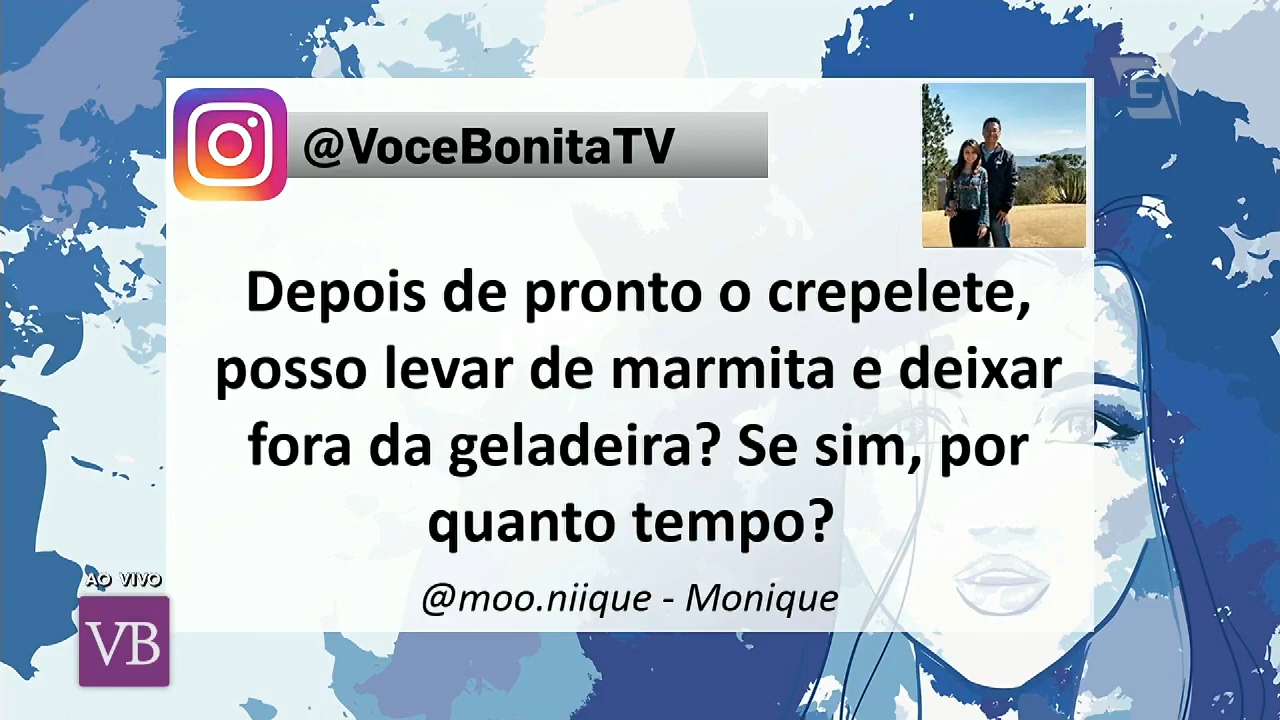 @VoceBonitaTV
Depois de pronto o crepelete,
posso levar de marmita e deixar
fora da geladeira? Se sim, por
quanto tempo?
@moo.niique - Monique
AO VIVO
VB